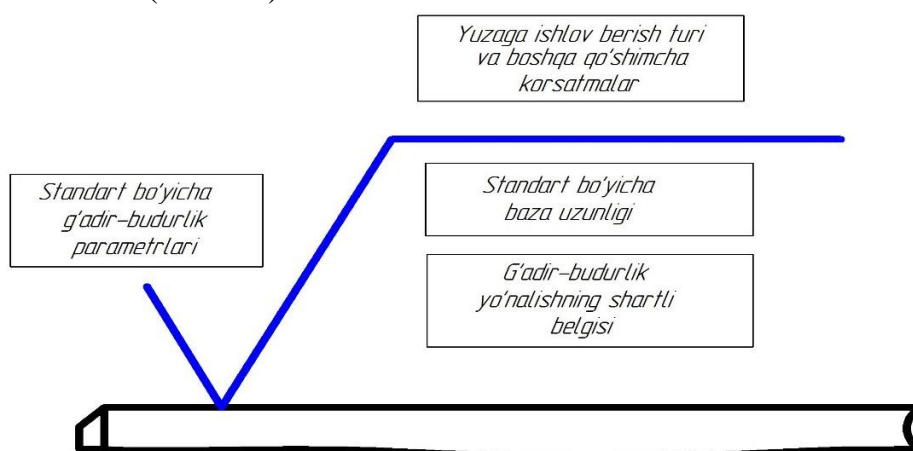 Yuzaga ishlov berish turi
va boshqa qo'shimcha
korsatmalar
Standart bo'yicha
g'adir-budurlik
parametrlari
Standart bo'yicha
baza uzunligi
G'adir-budurlik
yo'nalishning shartli
belgisi